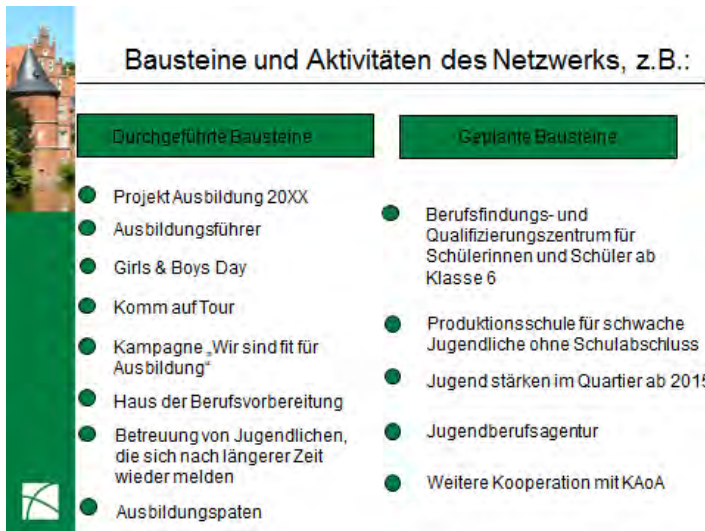 Bausteine und Aktivitäten des Netzwerks, z.B.:
Durchgeführte Bausteine
Projekt Ausbildung 20XX
Ausbildungsführer
Girls & Boys Day
Komm auf Tour
Kampagne „Wir sind fit für
Ausbildung"
Haus der Berufsvorbereitung
Betreuung von Jugendlichen,
die sich nach längerer Zeit
wieder melden
Ausbildungspaten
Geplante Bausteine
Berufsfindungs- und
Qualifizierungszentrum für
Schülerinnen und Schüler ab
Klasse 6
Produktionsschule für schwache
Jugendliche ohne Schulabschluss
Jugend stärken im Quartier ab 2015
Jugendberufsagentur
Weitere Kooperation mit KAoA